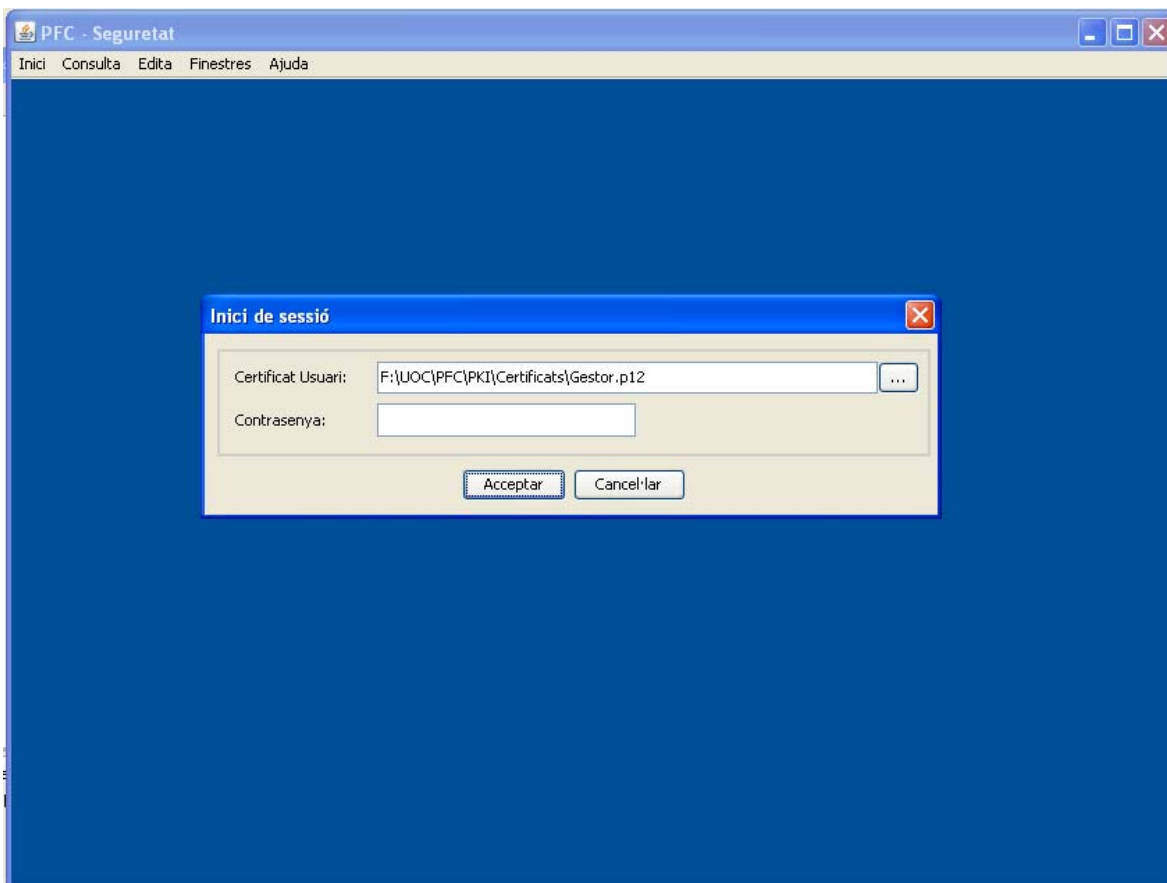 PFC - Seguretat
Inici Consulta Edita Finestres Ajuda
Inici de sessió
Certificat Usuari: F:\UOC\PFC\PKI\Certificats\Gestor.p12 ...
Contrasenya:
Acceptar Cancel·lar